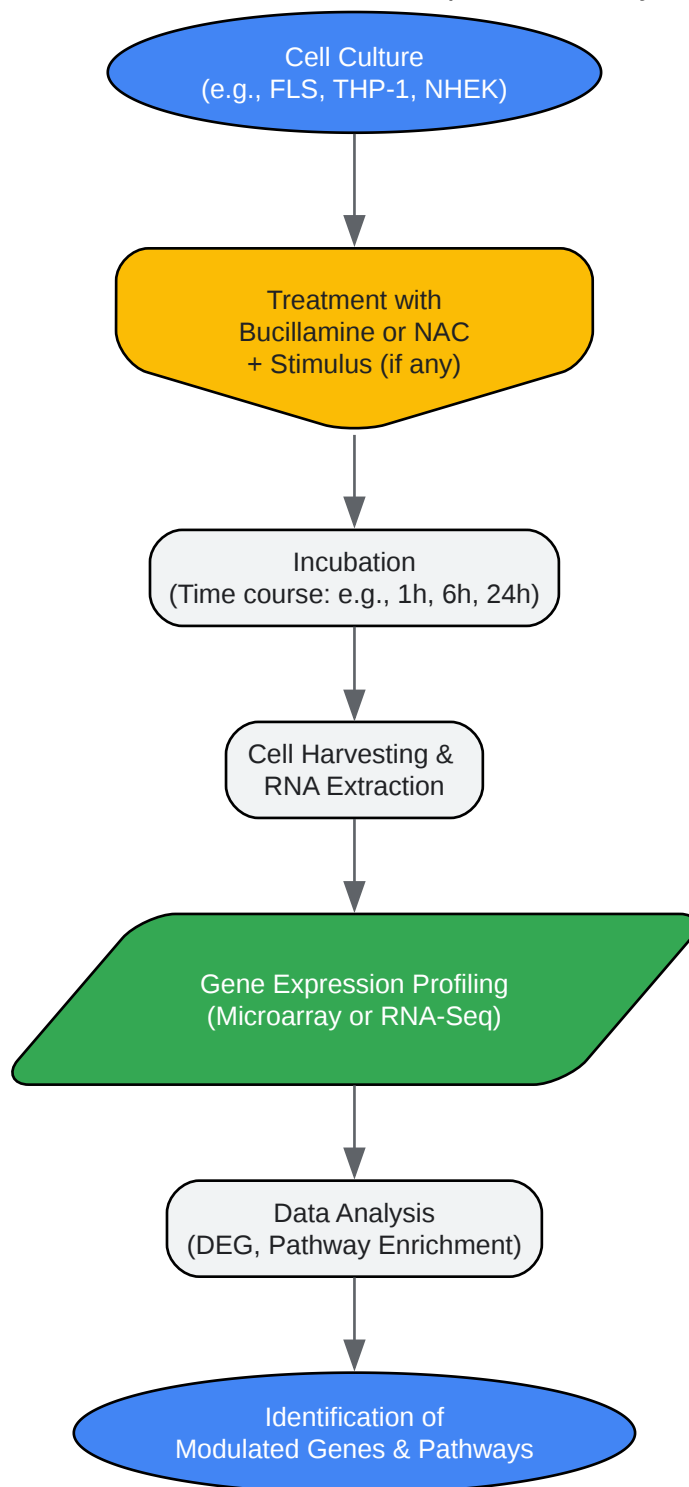 Cell Culture
(e.g., FLS, THP-1, NHEK)
Treatment with
Bucillamine or NAC
+ Stimulus (if any)
Incubation
(Time course: e.g., 1h, 6h, 24h)
Cell Harvesting &
RNA Extraction
Gene Expression Profiling
(Microarray or RNA-Seq)
Data Analysis
(DEG, Pathway Enrichment)
Identification of
Modulated Genes & Pathways